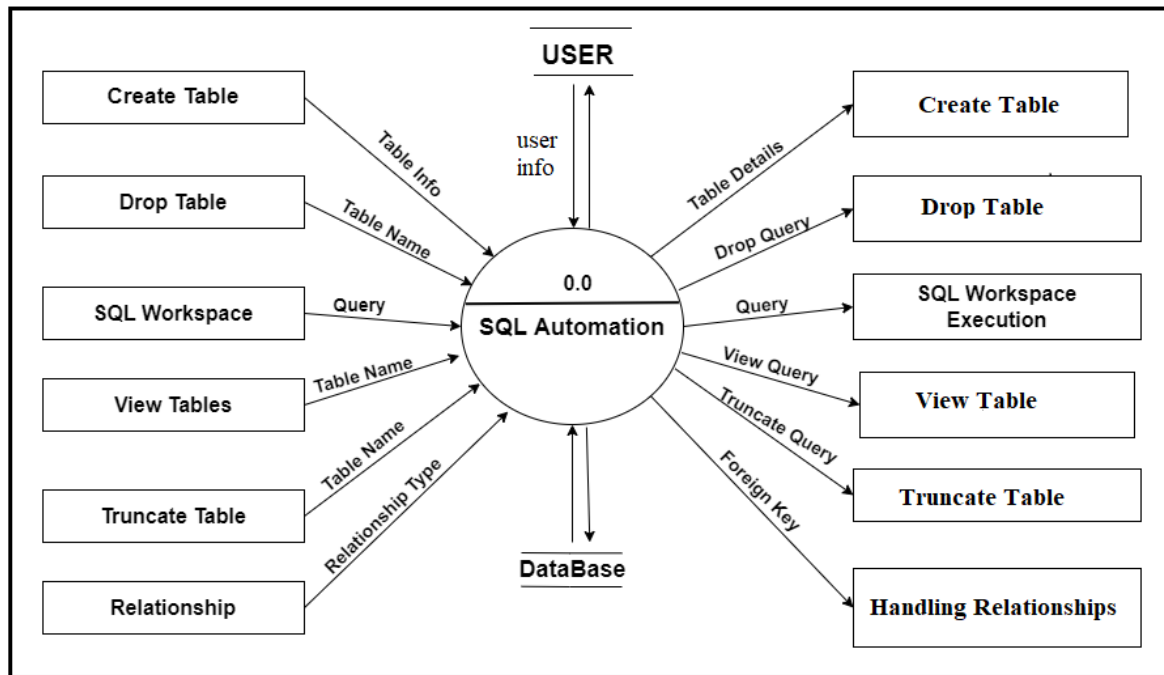 USER
user
info
Create Table
Table Info
Drop Table
Table Name
SQL Workspace
Query
View Tables
Table Name
Truncate Table
Table Name
Relationship
Relationship Type
0.0
SQL Automation
DataBase
Table Details
Create Table
Drop Query
Drop Table
Query
SQL Workspace
Execution
View Query
View Table
Truncate Query
Truncate Table
Foreign Key
Handling Relationships